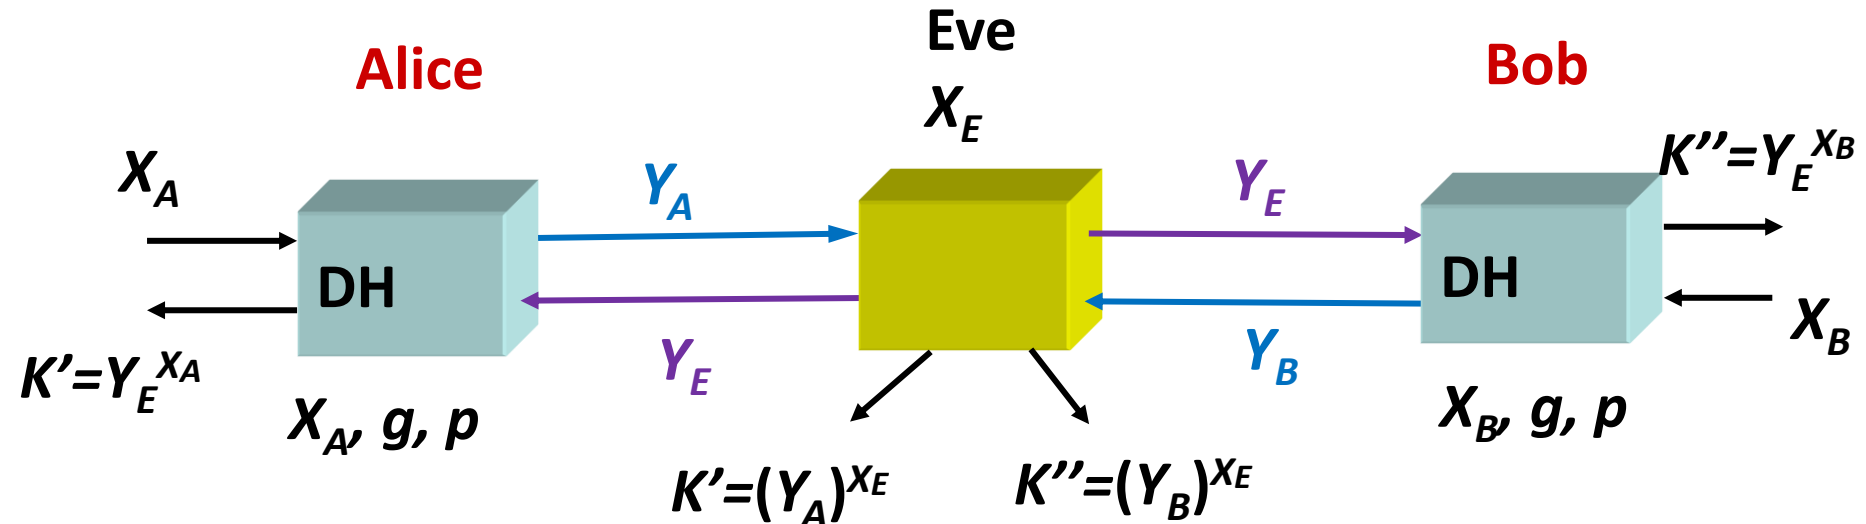 Eve
Alice
Bob
X_E
X_A
Y_A
Y_E
K’’=Y_E^{X_B}
DH
DH
Y_E
Y_B
X_B
K’=Y_E^{X_A}
X_A, g, p
X_B, g, p
K’=(Y_A)^{X_E}
K’’=(Y_B)^{X_E}